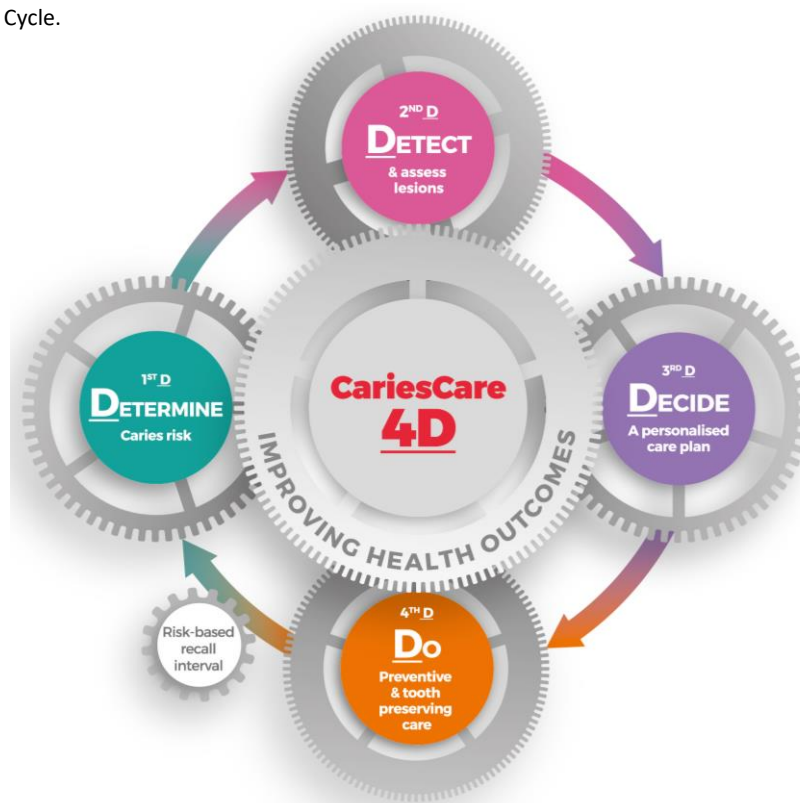 Cycle.
2ND D
DETECT
& assess
lesions
1ST D
DETERMINE
Caries risk
CariesCare
4D
IMPROVING HEALTH OUTCOMES
3RD D
DECIDE
A personalised
care plan
Risk-based
recall
interval
4TH D
DO
Preventive
& tooth
preserving
care